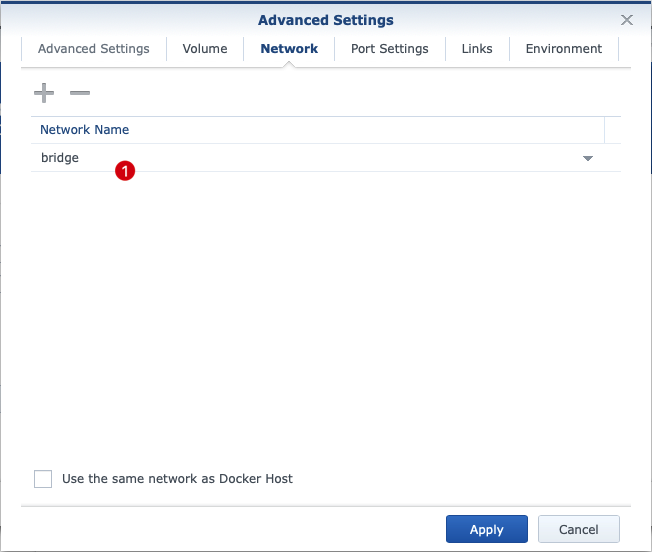 Advanced Settings
Advanced Settings Volume Network Port Settings Links Environment
Network Name
bridge
1
Use the same network as Docker Host
Apply Cancel